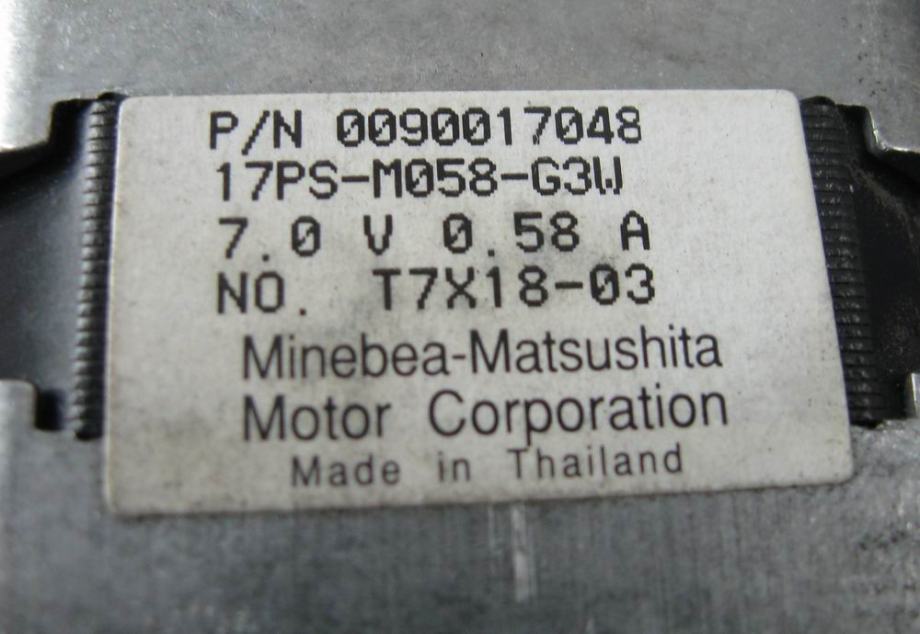 P/N 0090017048
17PS-M058-G3W
7.0 V 0.58 A
NO. T7X18-03
Minebea-Matsushita
Motor Corporation
Made in Thailand